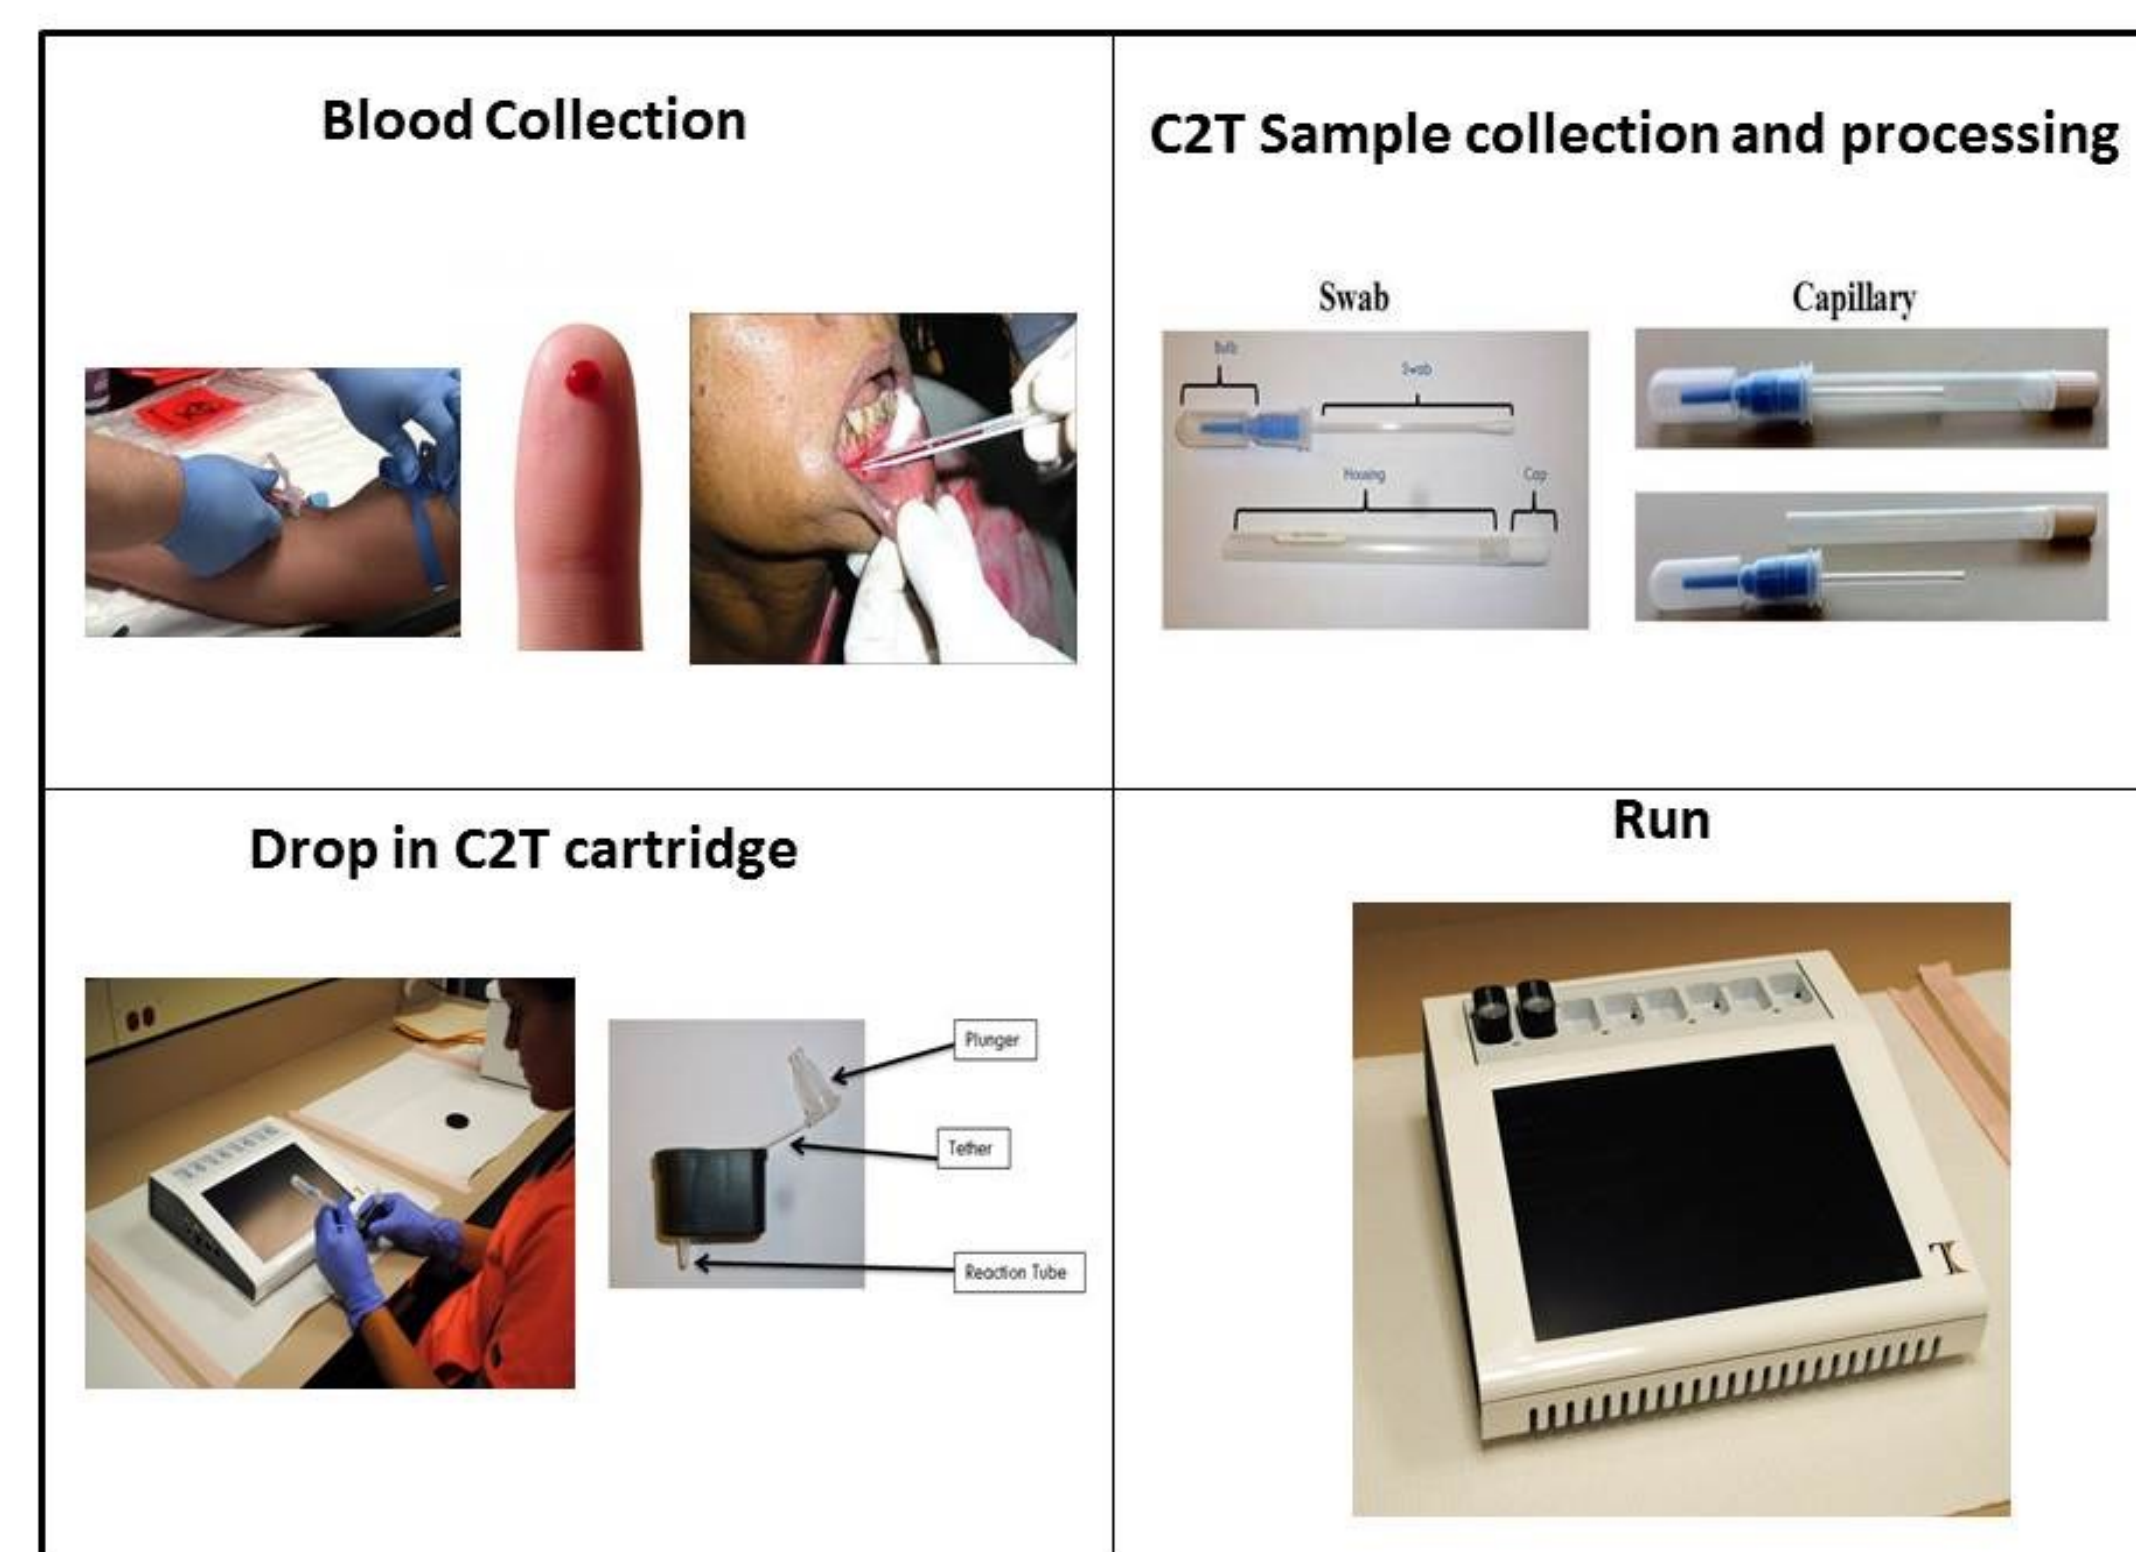 Blood Collection
C2T Sample collection and processing
Swab
Capillary
Bulb
Swab
Housing
Cap
Drop in C2T cartridge
Plunger
Tether
Reaction Tube
Run